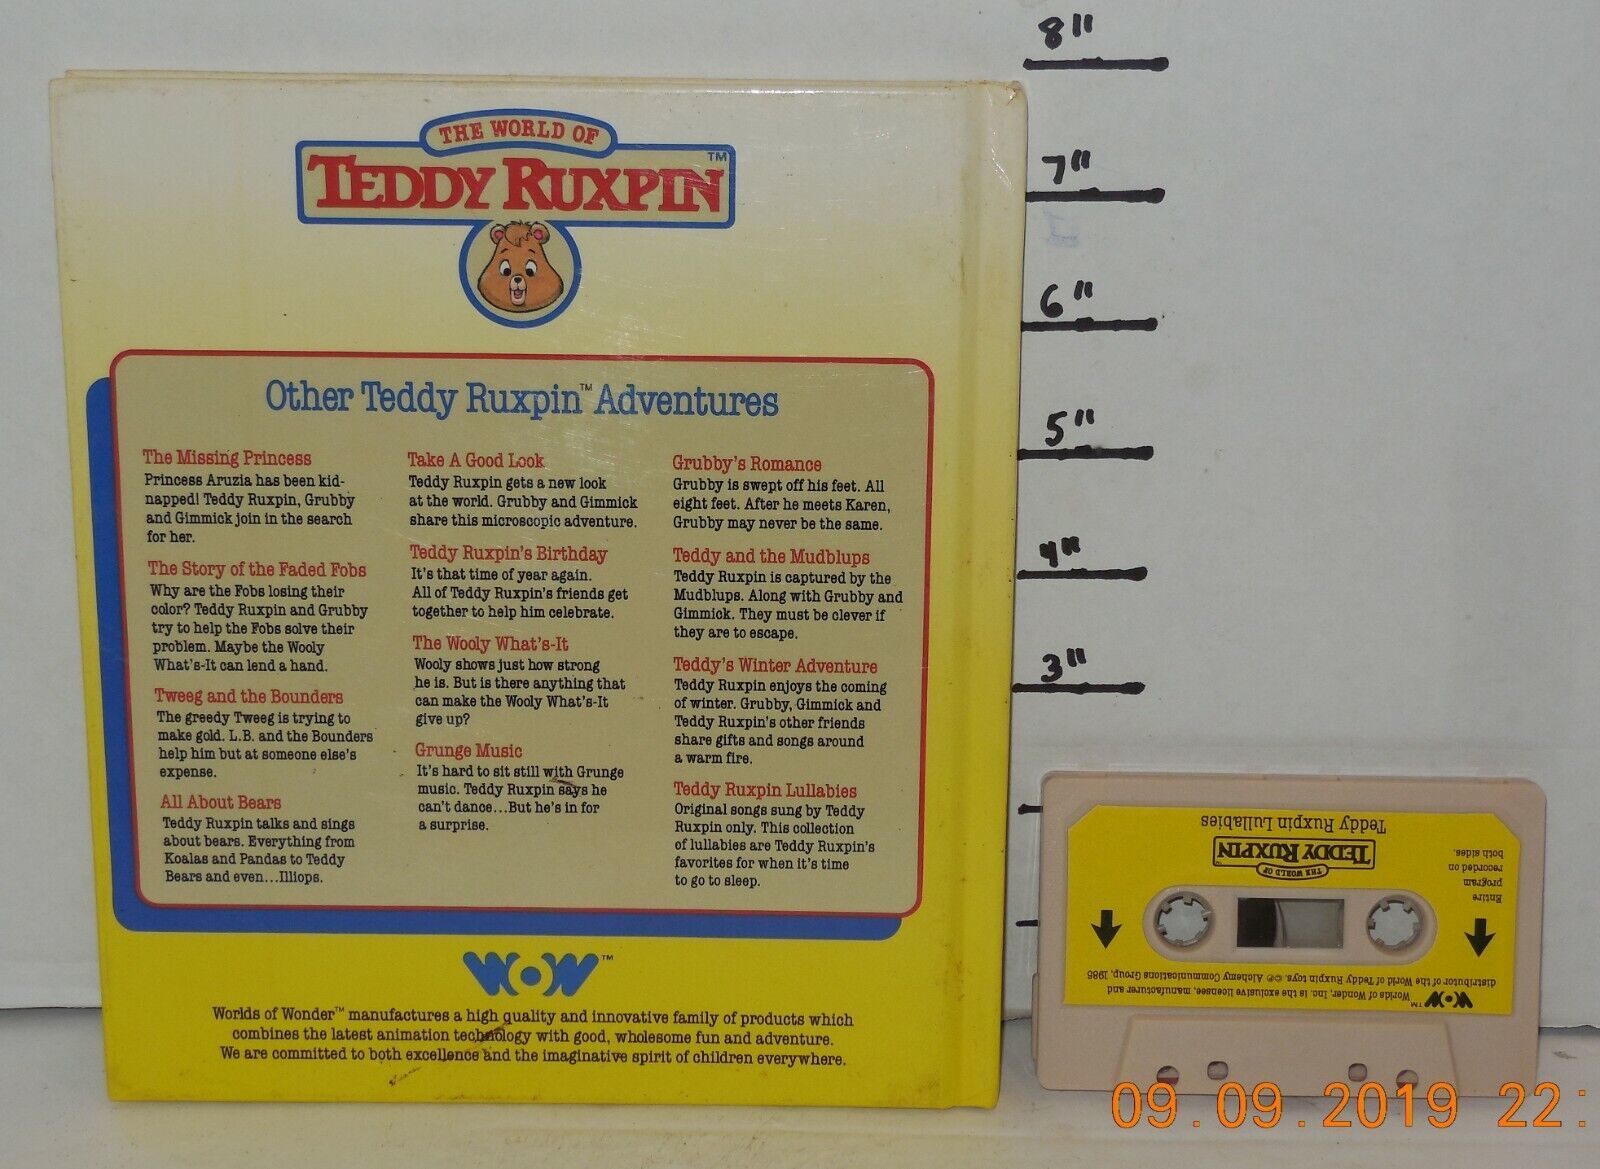 THE WORLD OF
TEDDY RUXPIN™
Other Teddy Ruxpin™ Adventures
The Missing Princess
Princess Aruzia has been kid-
napped! Teddy Ruxpin, Grubby
and Gimmick join in the search
for her.
The Story of the Faded Fobs
Why are the Fobs losing their
color? Teddy Ruxpin and Grubby
try to help the Fobs solve their
problem. Maybe the Wooly
What's-It can lend a hand.
Tweeg and the Bounders
The greedy Tweeg is trying to
make gold. L.B. and the Bounders
help him but at someone else's
expense.
All About Bears
Teddy Ruxpin talks and sings
about bears. Everything from
Koalas and Pandas to Teddy
Bears and even...Illiops.
Take A Good Look
Teddy Ruxpin gets a new look
at the world. Grubby and Gimmick
share this microscopic adventure.
Teddy Ruxpin's Birthday
It's that time of year again.
All of Teddy Ruxpin's friends get
together to help him celebrate.
The Wooly What's-It
Wooly shows just how strong
he is. But is there anything that
can make the Wooly What's-It
give up?
Grunge Music
It's hard to sit still with Grunge
music. Teddy Ruxpin says he
can't dance...But he's in for
a surprise.
Grubby's Romance
Grubby is swept off his feet. All
eight feet. After he meets Karen,
Grubby may never be the same.
Teddy and the Mudblups
Teddy Ruxpin is captured by the
Mudblups. Along with Grubby and
Gimmick. They must be clever if
they are to escape.
Teddy's Winter Adventure
Teddy Ruxpin enjoys the coming
of winter. Grubby, Gimmick and
Teddy Ruxpin's other friends
share gifts and songs around
a warm fire.
Teddy Ruxpin Lullabies
Original songs sung by Teddy
Ruxpin only. This collection
of lullabies are Teddy Ruxpin's
favorites for when it's time
to go to sleep.
WOW™
Worlds of Wonder™ manufactures a high quality and innovative family of products which
combines the latest animation technology with good, wholesome fun and adventure.
We are committed to both excellence and the imaginative spirit of children everywhere.
8"
7"
6"
5"
4"
3"
WOW™ Worlds of Wonder, Inc. is the exclusive licensee, manufacturer and
distributor of the World of Teddy Ruxpin toys. © ℗ Alchemy Communications Group, 1985
Entire
program
recorded on
both sides.
THE WORLD OF
TEDDY RUXPIN™
Teddy Ruxpin Lullabies
09.09.2019 22: